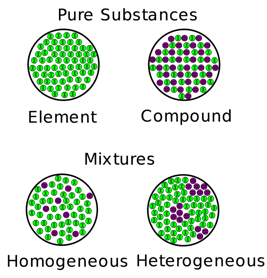 Pure Substances
Element Compound
Mixtures
Homogeneous Heterogeneous